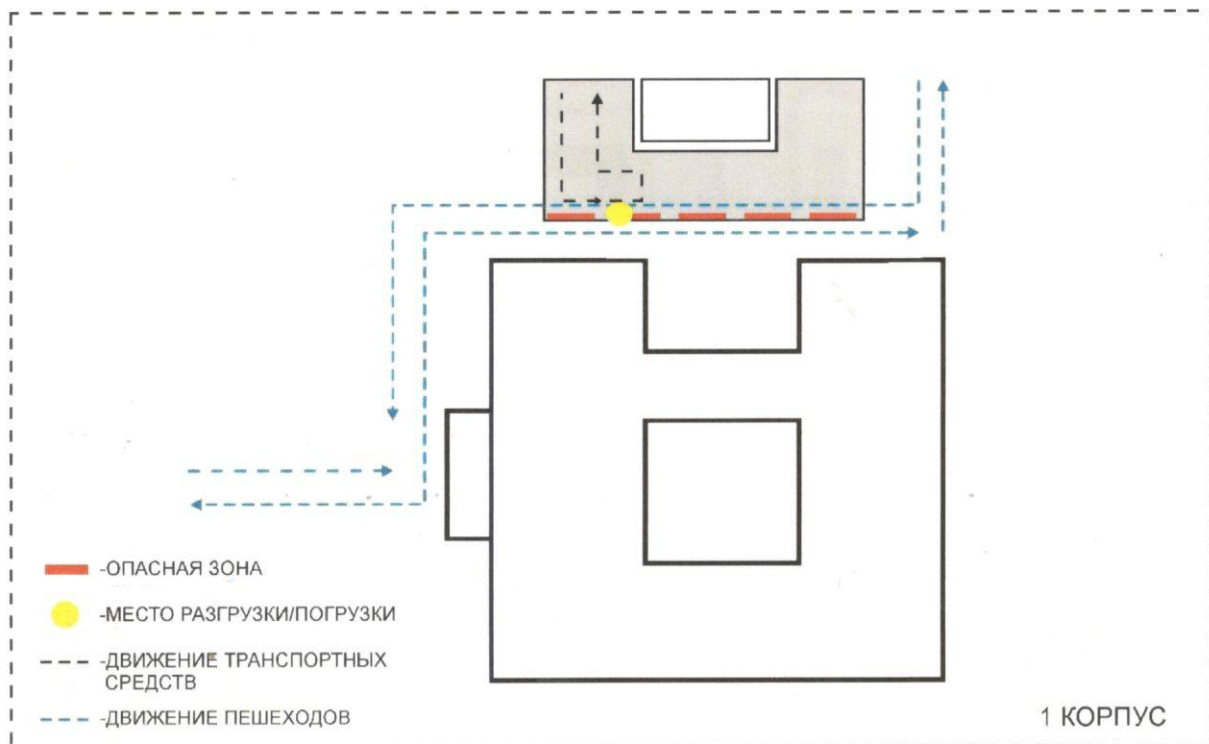 -ОПАСНАЯ ЗОНА
-МЕСТО РАЗГРУЗКИ/ПОГРУЗКИ
-ДВИЖЕНИЕ ТРАНСПОРТНЫХ
СРЕДСТВ
-ДВИЖЕНИЕ ПЕШЕХОДОВ
1 КОРПУС